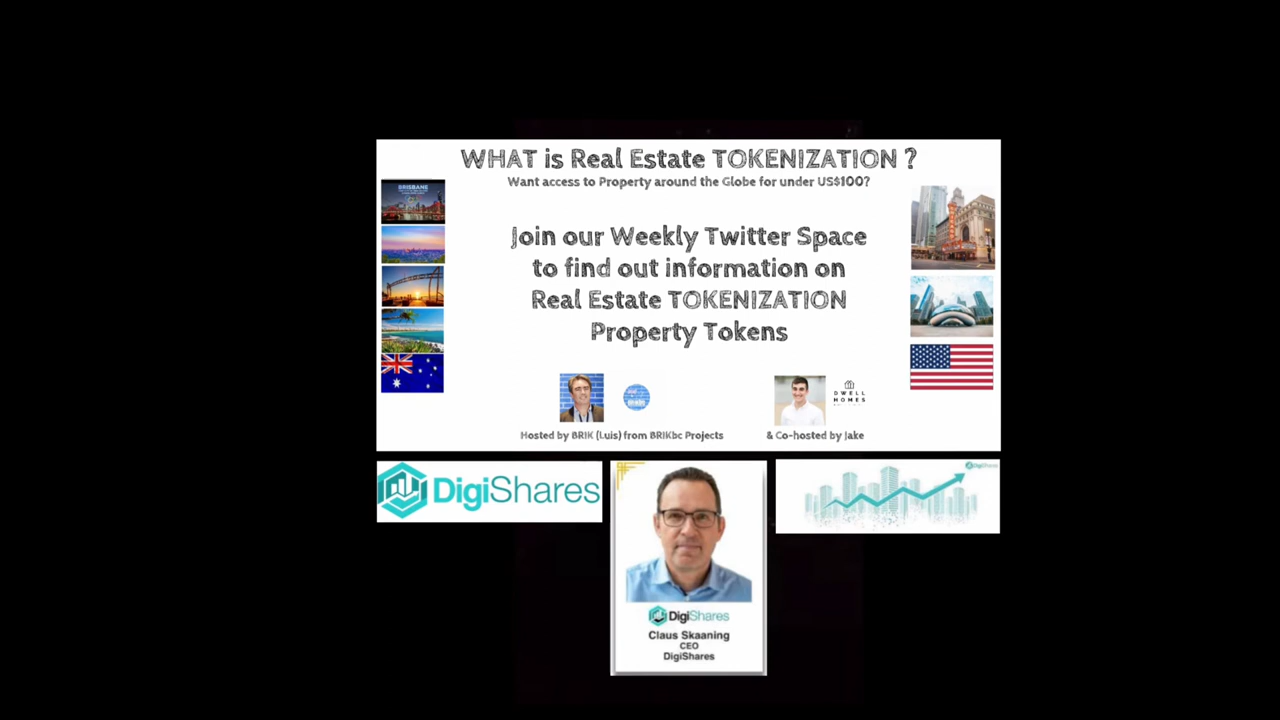 WHAT is Real Estate TOKENIZATION ?
Want access to Property around the Globe for under US$100?
BRISBANE
Join our Weekly Twitter Space
to find out information on
Real Estate TOKENIZATION
Property Tokens
DWELL
HOMES
Hosted by BRIK (Luis) from BRIKbc Projects
& Co-hosted by Jake
DigiShares
DigiShares
DigiShares
Claus Skaaning
CEO
DigiShares